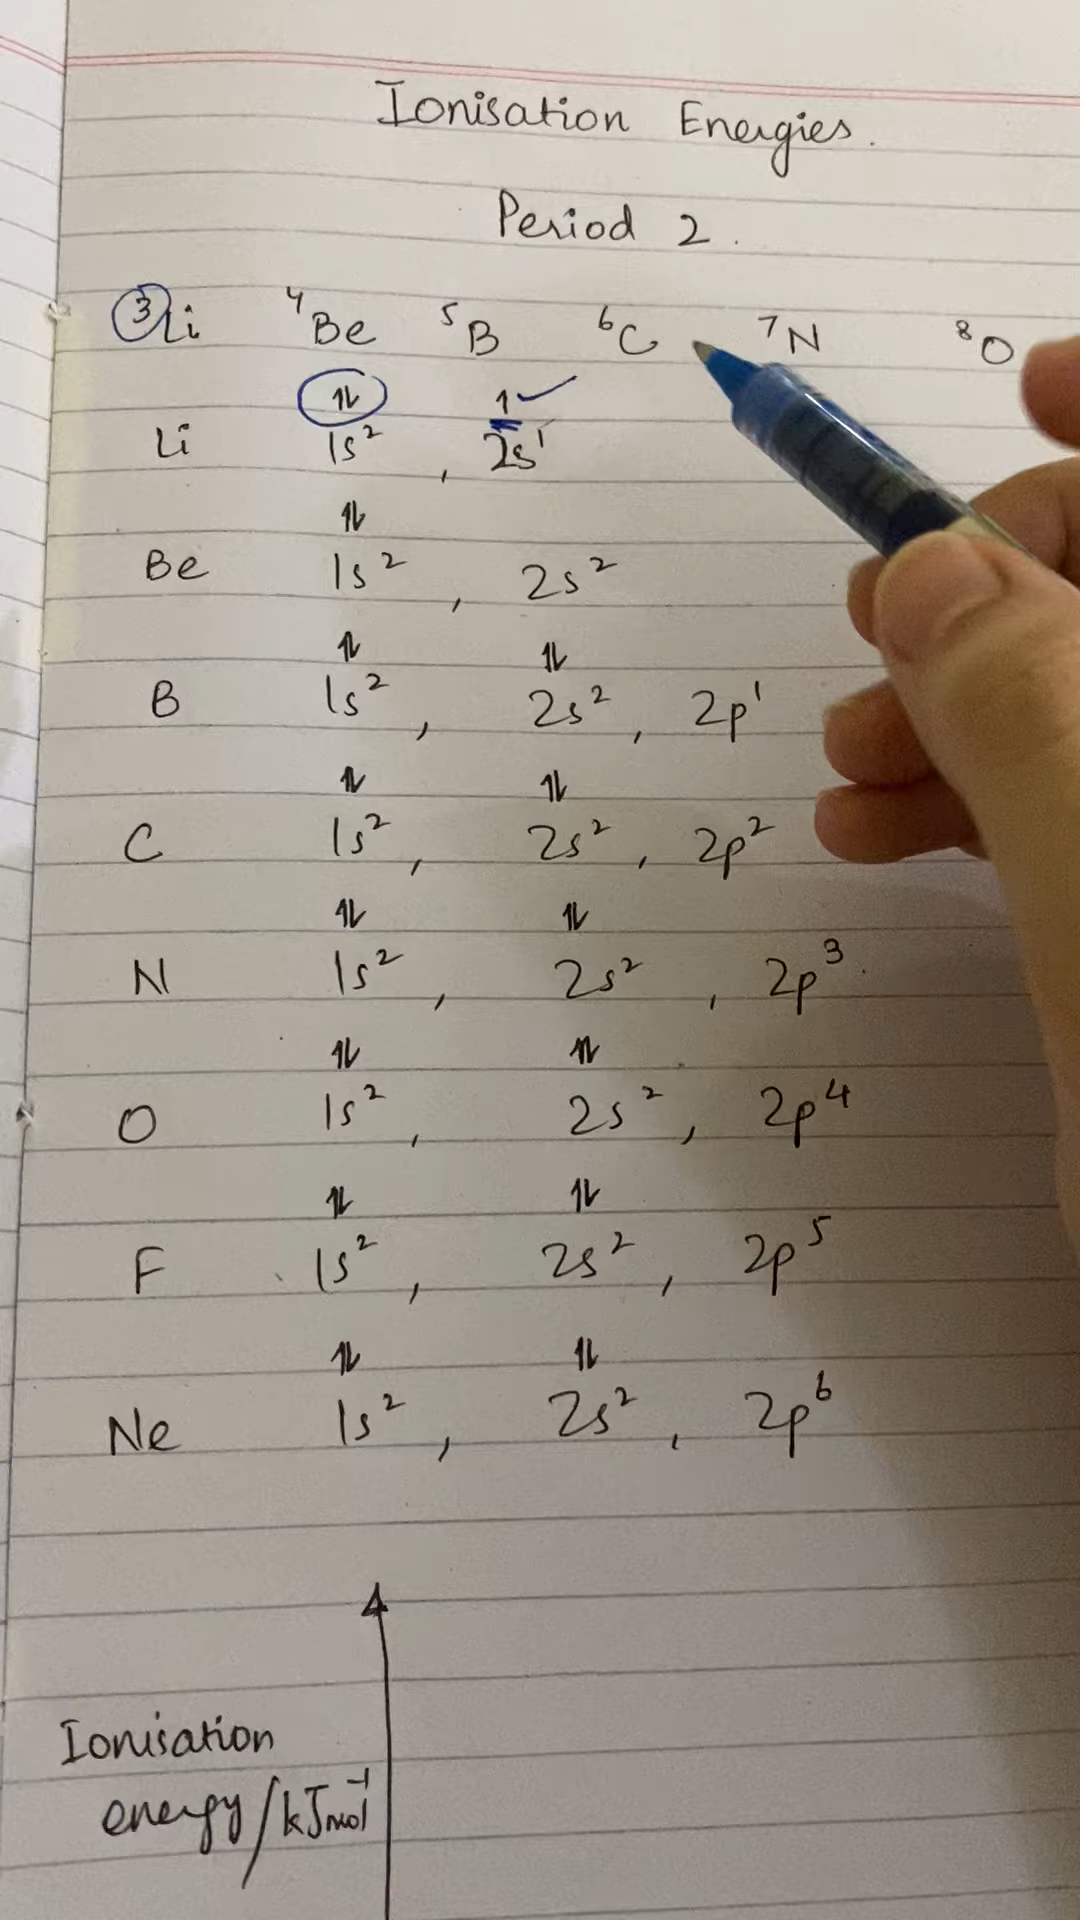 Ionisation Energies.
Period 2.
³Li ⁴Be ⁵B ⁶C ⁷N ⁸O
⥮ ↿ ✓
Li 1s², 2s¹
⥮
Be 1s², 2s²
⥮ ⥮
B 1s², 2s², 2p¹
⥮ ⥮
C 1s², 2s², 2p²
⥮ ⥮
N 1s², 2s², 2p³.
⥮ ⥮
O 1s², 2s², 2p⁴
⥮ ⥮
F 1s², 2s², 2p⁵
⥮ ⥮
Ne 1s², 2s², 2p⁶
Ionisation
energy/kJmol⁻¹